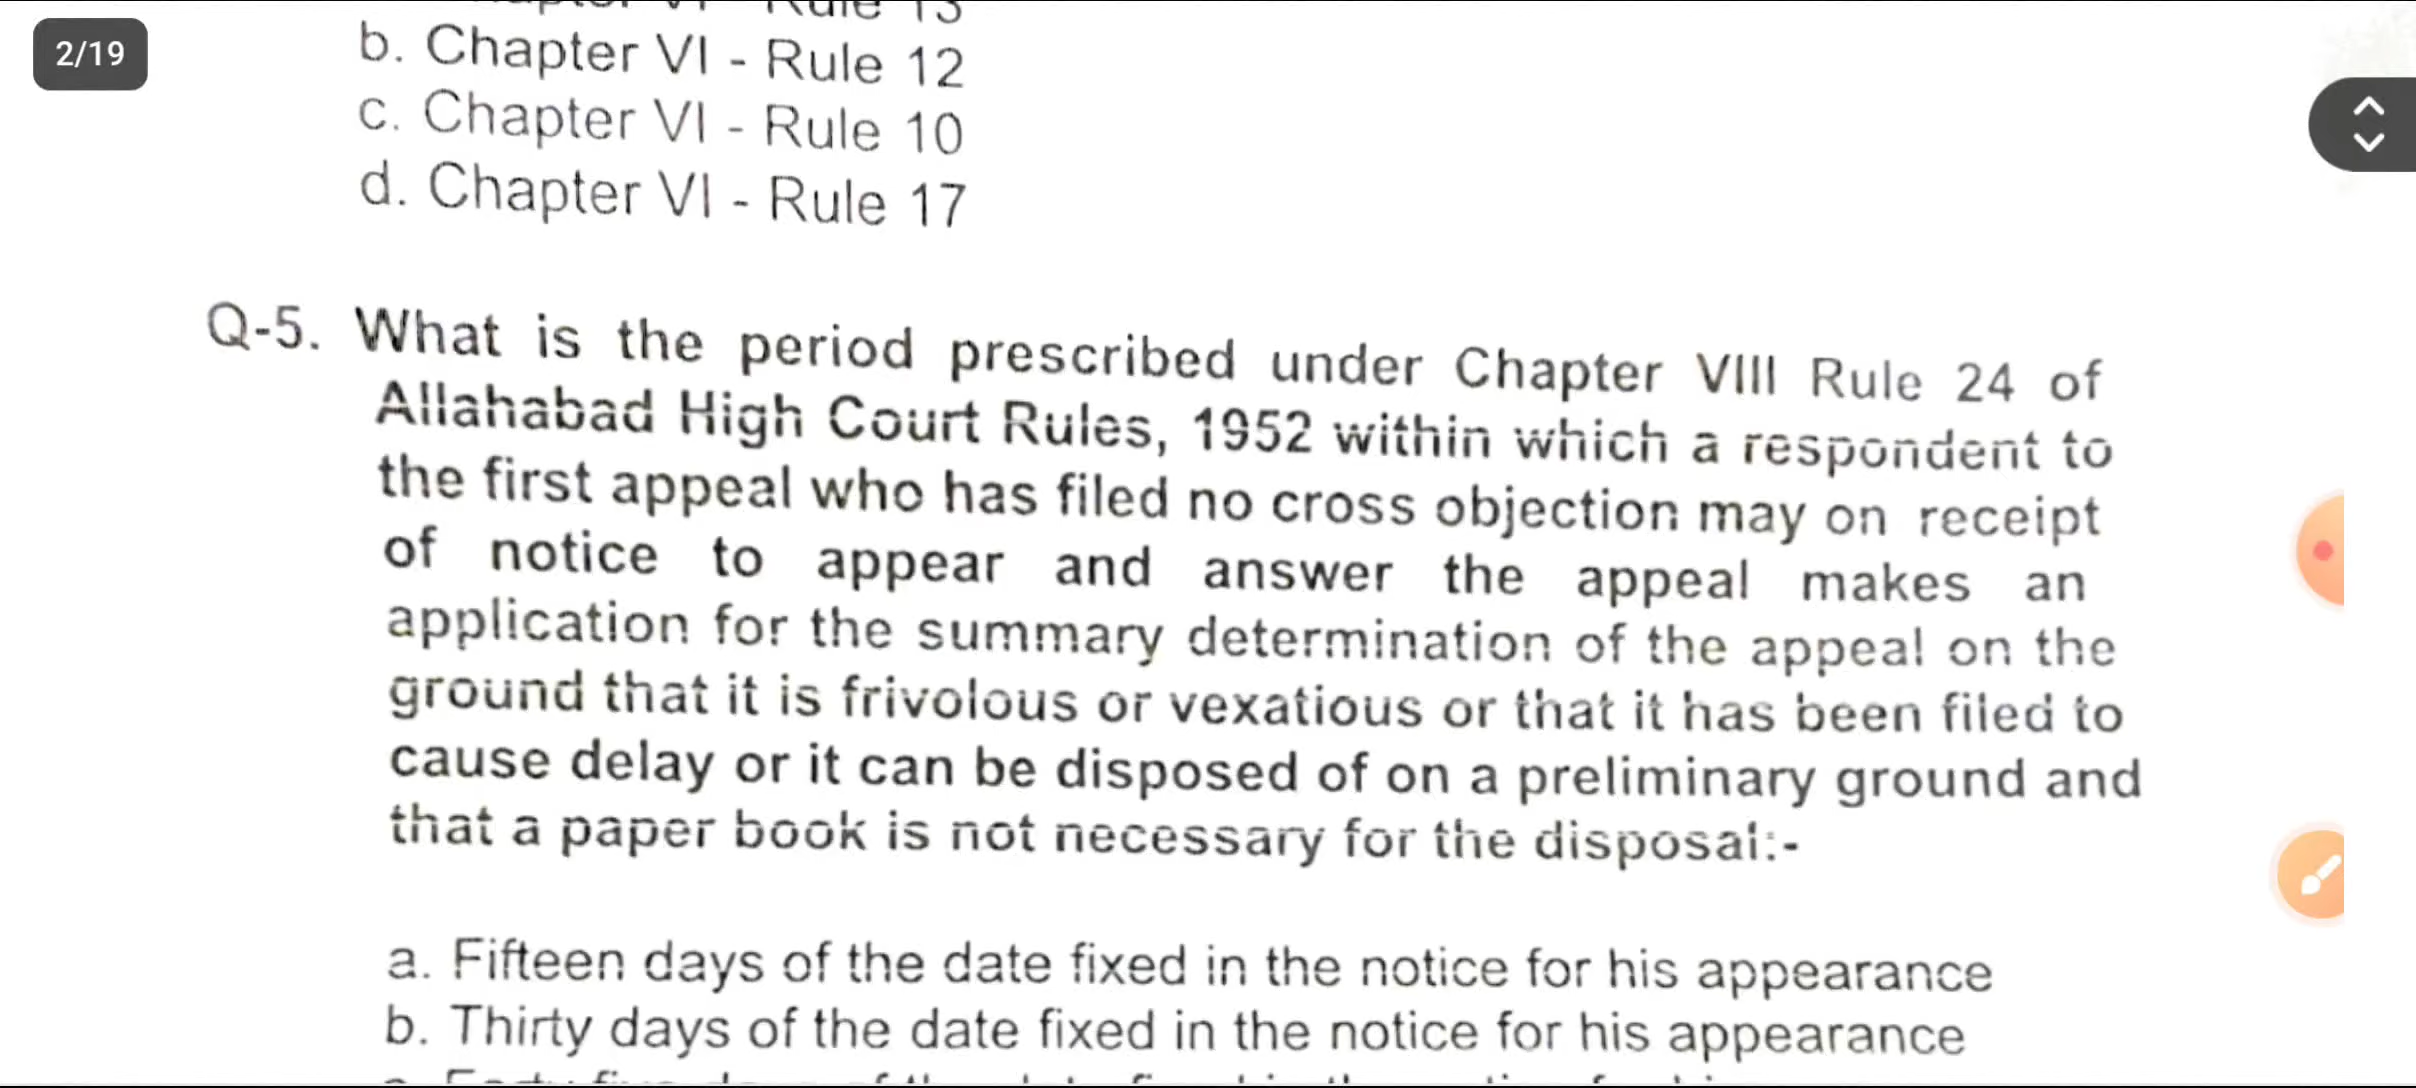 2/19
b. Chapter VI - Rule 12
c. Chapter VI - Rule 10
d. Chapter VI - Rule 17
Q-5. What is the period prescribed under Chapter VIII Rule 24 of
Allahabad High Court Rules, 1952 within which a respondent to
the first appeal who has filed no cross objection may on receipt
of notice to appear and answer the appeal makes an
application for the summary determination of the appeal on the
ground that it is frivolous or vexatious or that it has been filed to
cause delay or it can be disposed of on a preliminary ground and
that a paper book is not necessary for the disposal:-
a. Fifteen days of the date fixed in the notice for his appearance
b. Thirty days of the date fixed in the notice for his appearance